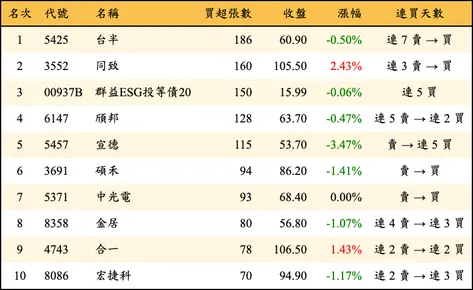 名次 代號 名稱 買超張數 收盤 漲幅 連買天數
1 5425 台半 186 60.90 -0.50% 連 7 賣 → 買
2 3552 同致 160 105.50 2.43% 連 3 賣 → 買
3 00937B 群益ESG投等債20 150 15.99 -0.06% 連 5 買
4 6147 頎邦 128 63.70 -0.47% 連 5 賣 → 連 2 買
5 5457 宣德 115 53.70 -3.47% 賣 → 連 5 買
6 3691 碩禾 94 86.20 -1.41% 賣 → 買
7 5371 中光電 93 68.40 0.00% 賣 → 買
8 8358 金居 80 56.80 -1.07% 連 4 賣 → 連 3 買
9 4743 合一 78 106.50 1.43% 連 2 賣 → 連 2 買
10 8086 宏捷科 70 94.90 -1.17% 連 2 賣 → 連 3 買